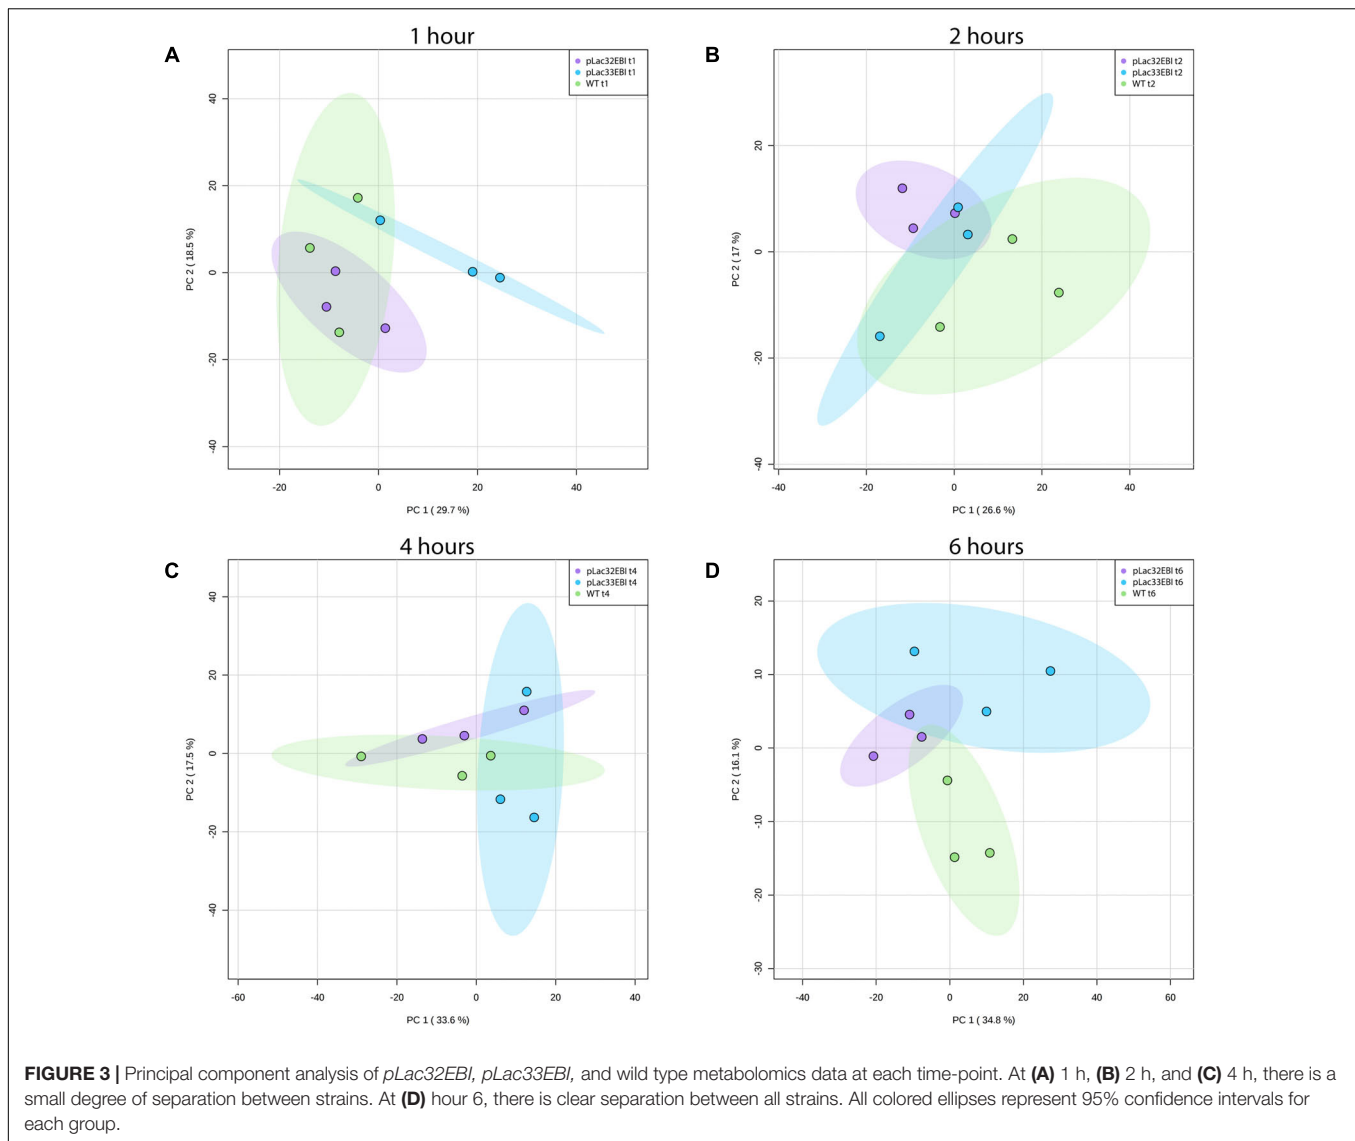 1 hour
A
pLac32EBI t1
pLac33EBI t1
WT t1
40
20
0
-20
-40
PC 2 ( 18.5 %)
-20 0 20 40
PC 1 ( 29.7 %)
2 hours
B
pLac32EBI t2
pLac33EBI t2
WT t2
20
0
-20
-40
PC 2 ( 17 %)
-40 -20 0 20 40
PC 1 ( 26.6 %)
4 hours
C
pLac32EBI t4
pLac33EBI t4
WT t4
40
20
0
-20
-40
PC 2 ( 17.5 %)
-60 -40 -20 0 20 40
PC 1 ( 33.6 %)
6 hours
D
pLac32EBI t6
pLac33EBI t6
WT t6
20
10
0
-10
-20
-30
PC 2 ( 16.1 %)
-40 -20 0 20 40 60
PC 1 ( 34.8 %)
FIGURE 3 | Principal component analysis of pLac32EBI, pLac33EBI, and wild type metabolomics data at each time-point. At (A) 1 h, (B) 2 h, and (C) 4 h, there is a
small degree of separation between strains. At (D) hour 6, there is clear separation between all strains. All colored ellipses represent 95% confidence intervals for
each group.